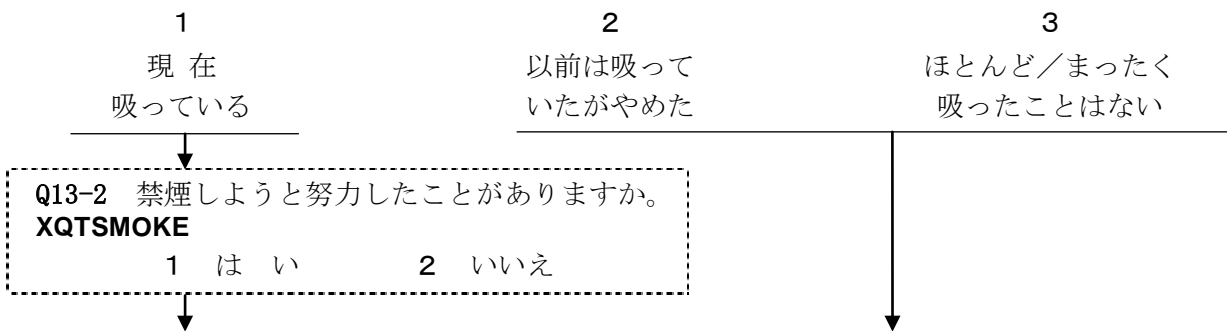 1 2 3
現 在 以前は吸って ほとんど／まったく
吸っている いたがやめた 吸ったことはない
Q13-2 禁煙しようと努力したことがありますか。
XQTSMOKE
1 は い 2 いいえ